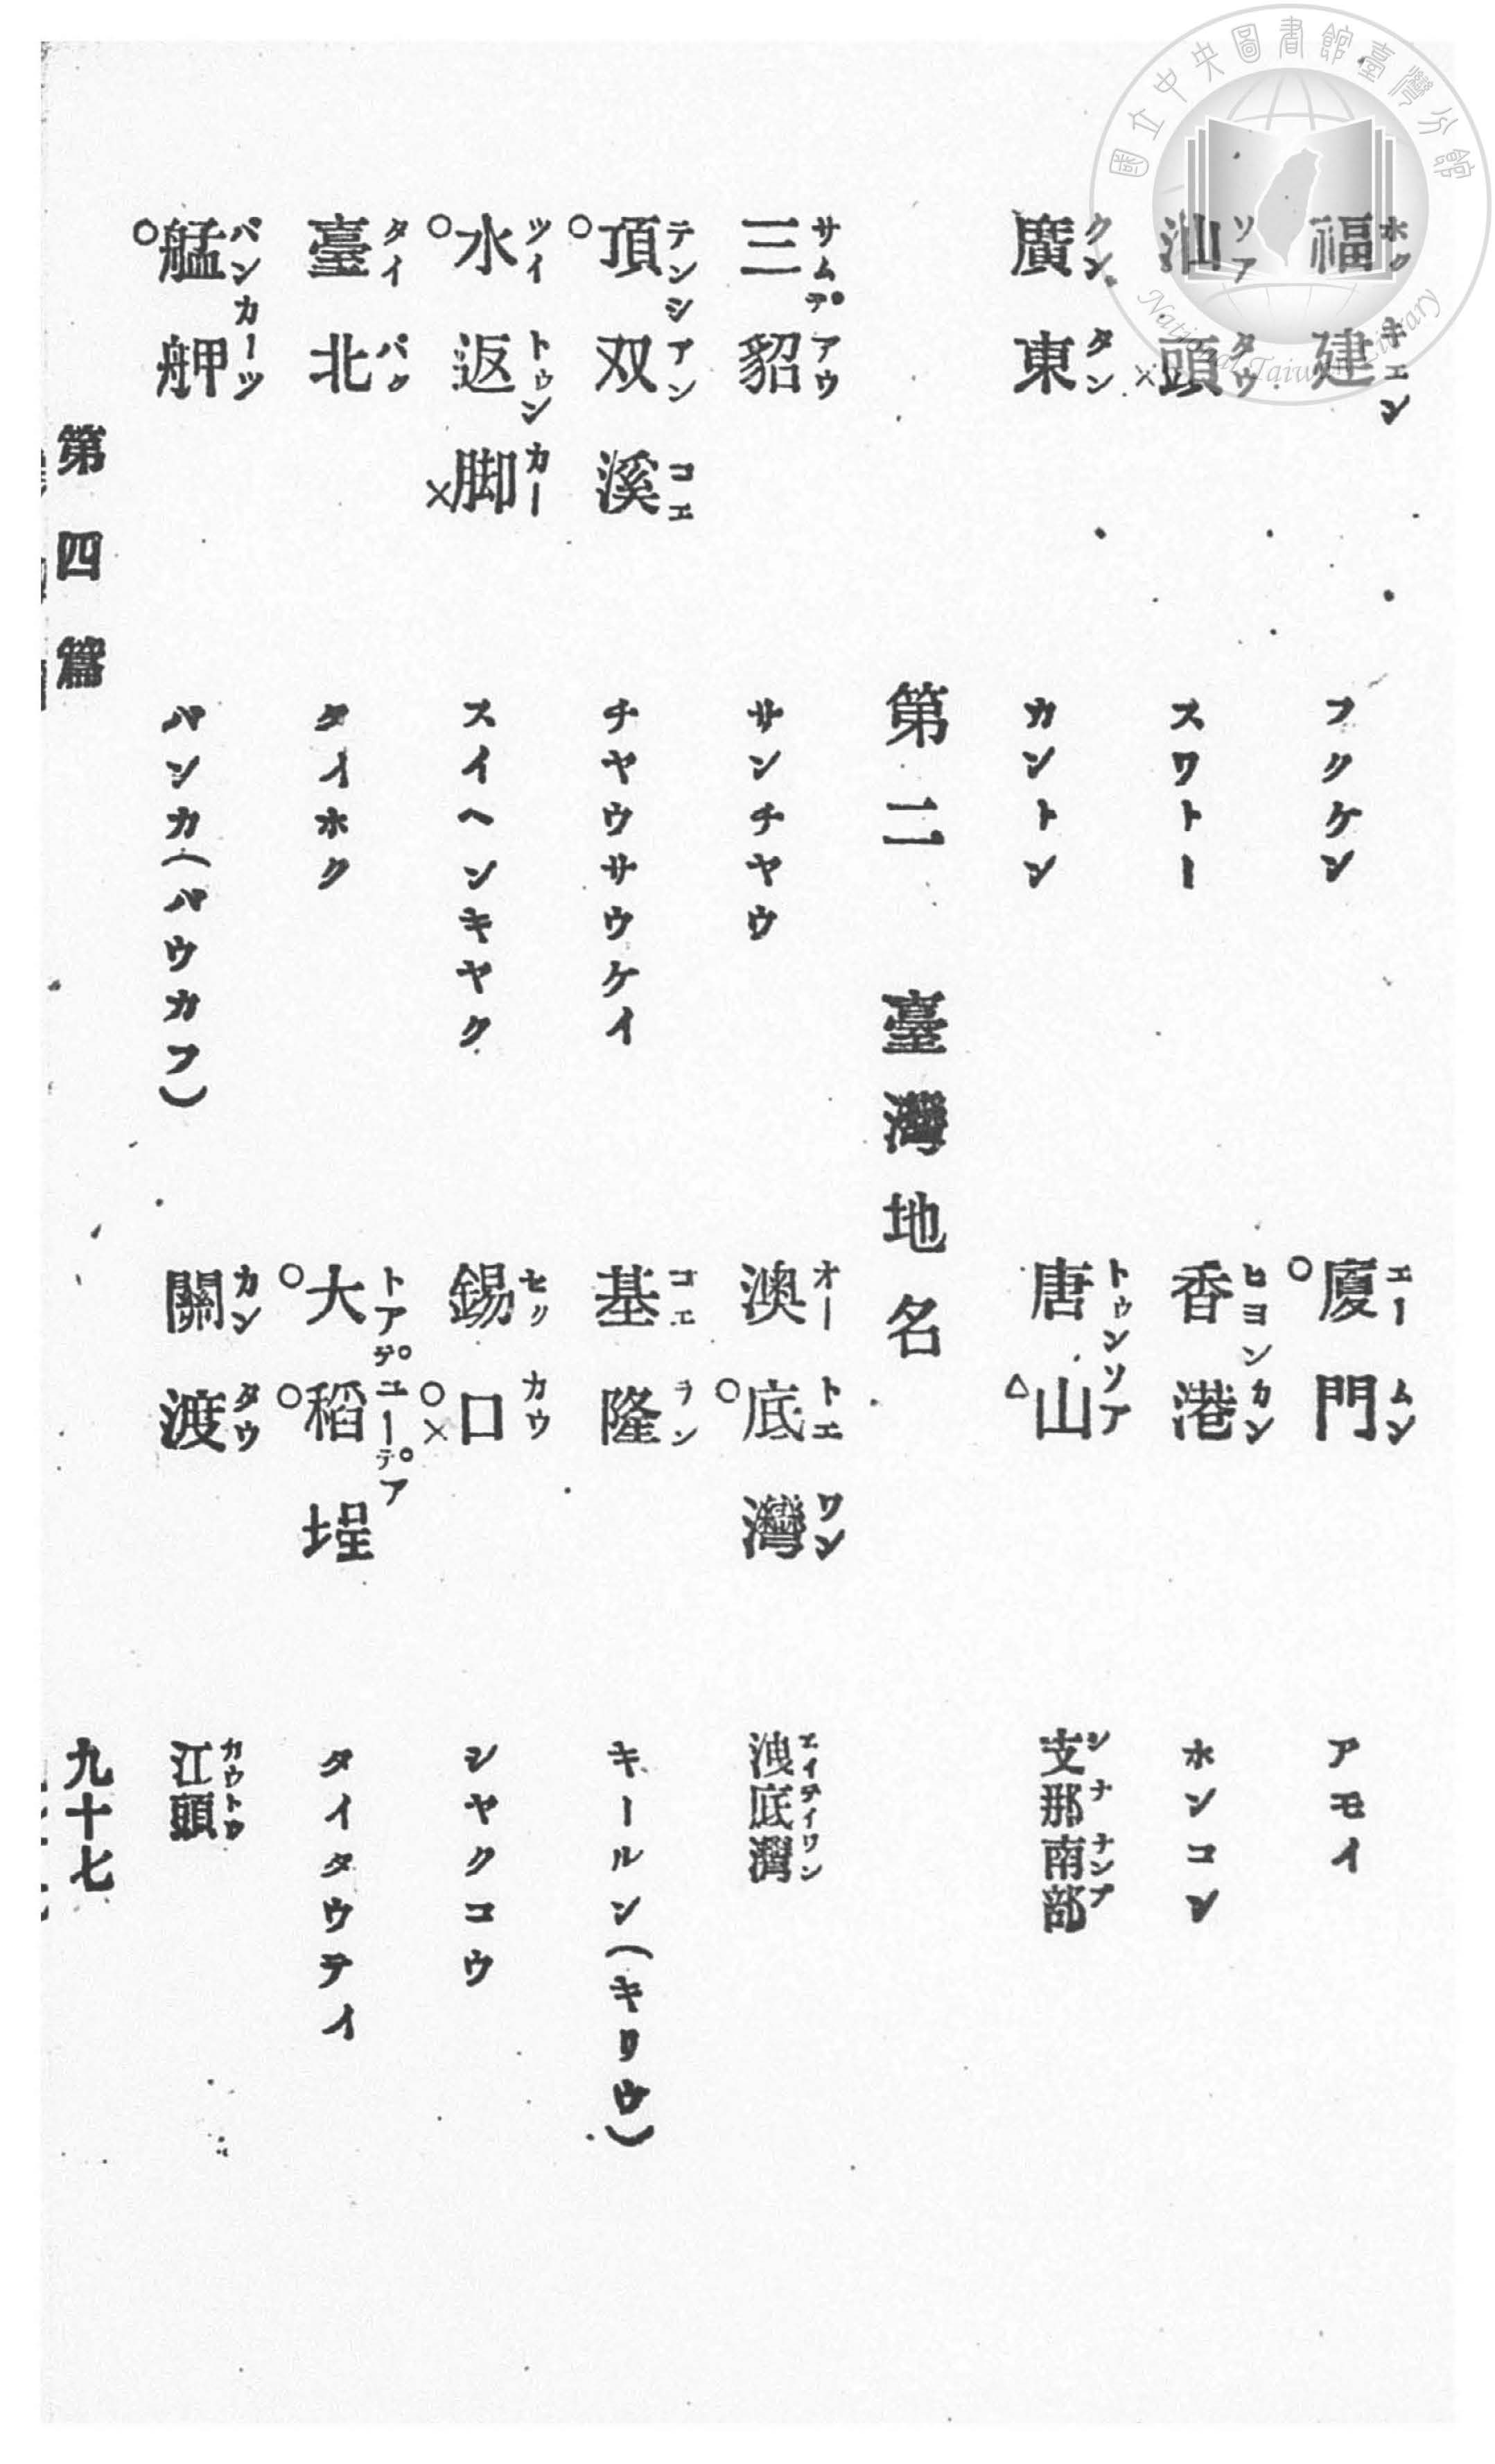 國立中央圖書館臺灣分館
National Taiwan Library
福建 ホクキエン フクケン
廈門 エームン アモイ
汕頭 ソアタウ スワトー
香港 ヒヨンカン ホンコン
廣東 クンタン カントン
唐山 トゥンソア 支那南部 シナナンブ
第二 臺灣地名
三貂 サムテアウ サンチヤウ
澳底灣 オートエワン 洩底灣 エイテイワン
頂双溪 テンシアンコエ チヤウサウケイ
基隆 コエラン キールン(キリウ)
水返脚 ツイトゥンカー スイヘンキヤク
錫口 セクカウ シヤクコウ
臺北 タイパク タイホク
大稻埕 トアテユーテア タイタウテイ
艋舺 バンカーツ バンカ(バウカフ)
關渡 カンタウ 江頭 カウトウ
第四篇
九十七